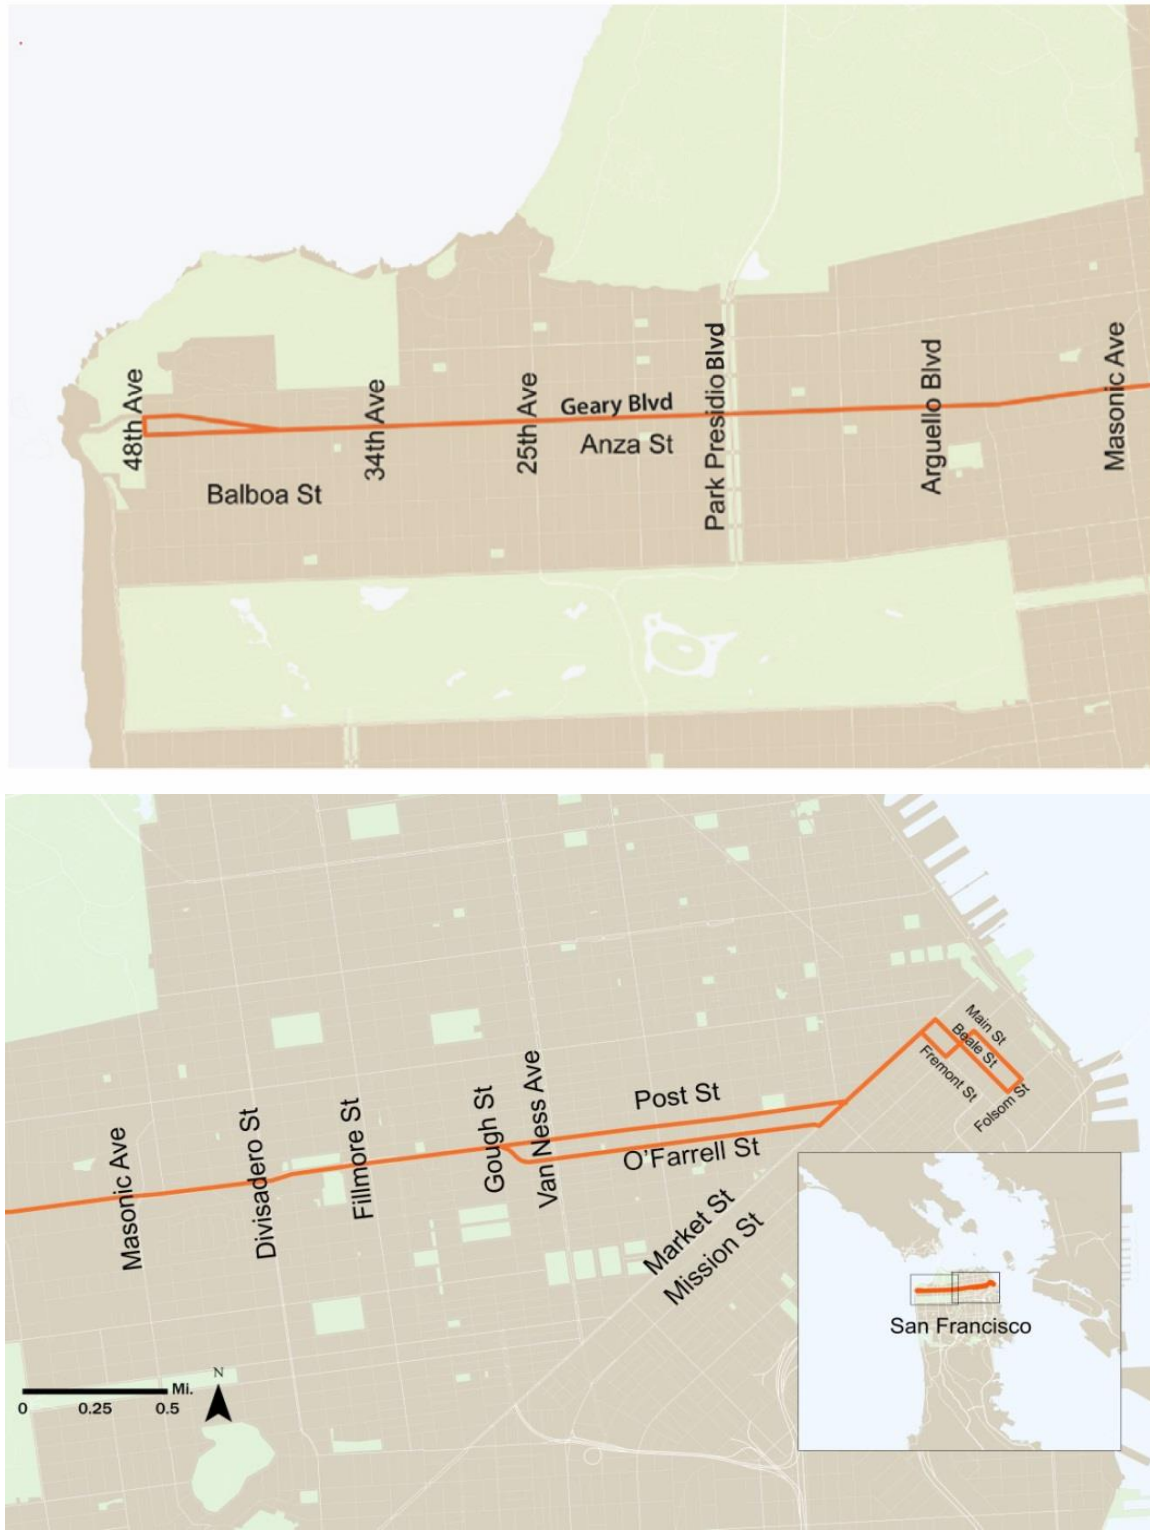 48th Ave
Balboa St
34th Ave
25th Ave
Geary Blvd
Anza St
Park Presidio Blvd
Arguello Blvd
Masonic Ave
Main St
Beale St
Fremont St
Folsom St
Post St
O'Farrell St
Van Ness Ave
Gough St
Fillmore St
Divisadero St
Masonic Ave
Market St
Mission St
San Francisco
N
Mi.
0 0.25 0.5